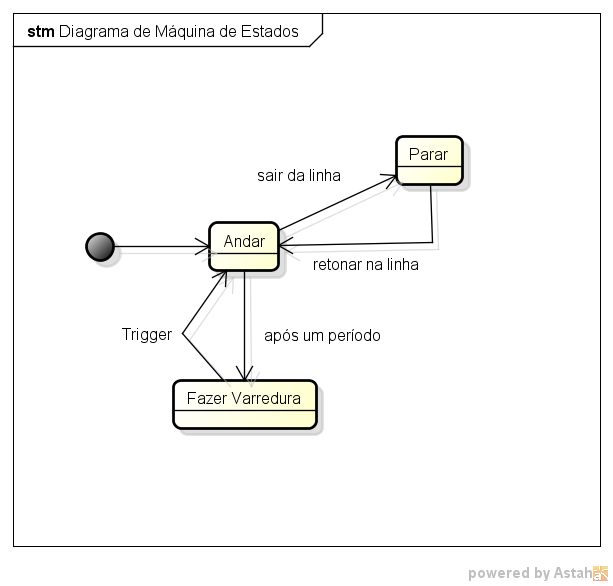 stm Diagrama de Máquina de Estados
Parar
sair da linha
Andar
retonar na linha
Trigger
após um período
Fazer Varredura
powered by Astah